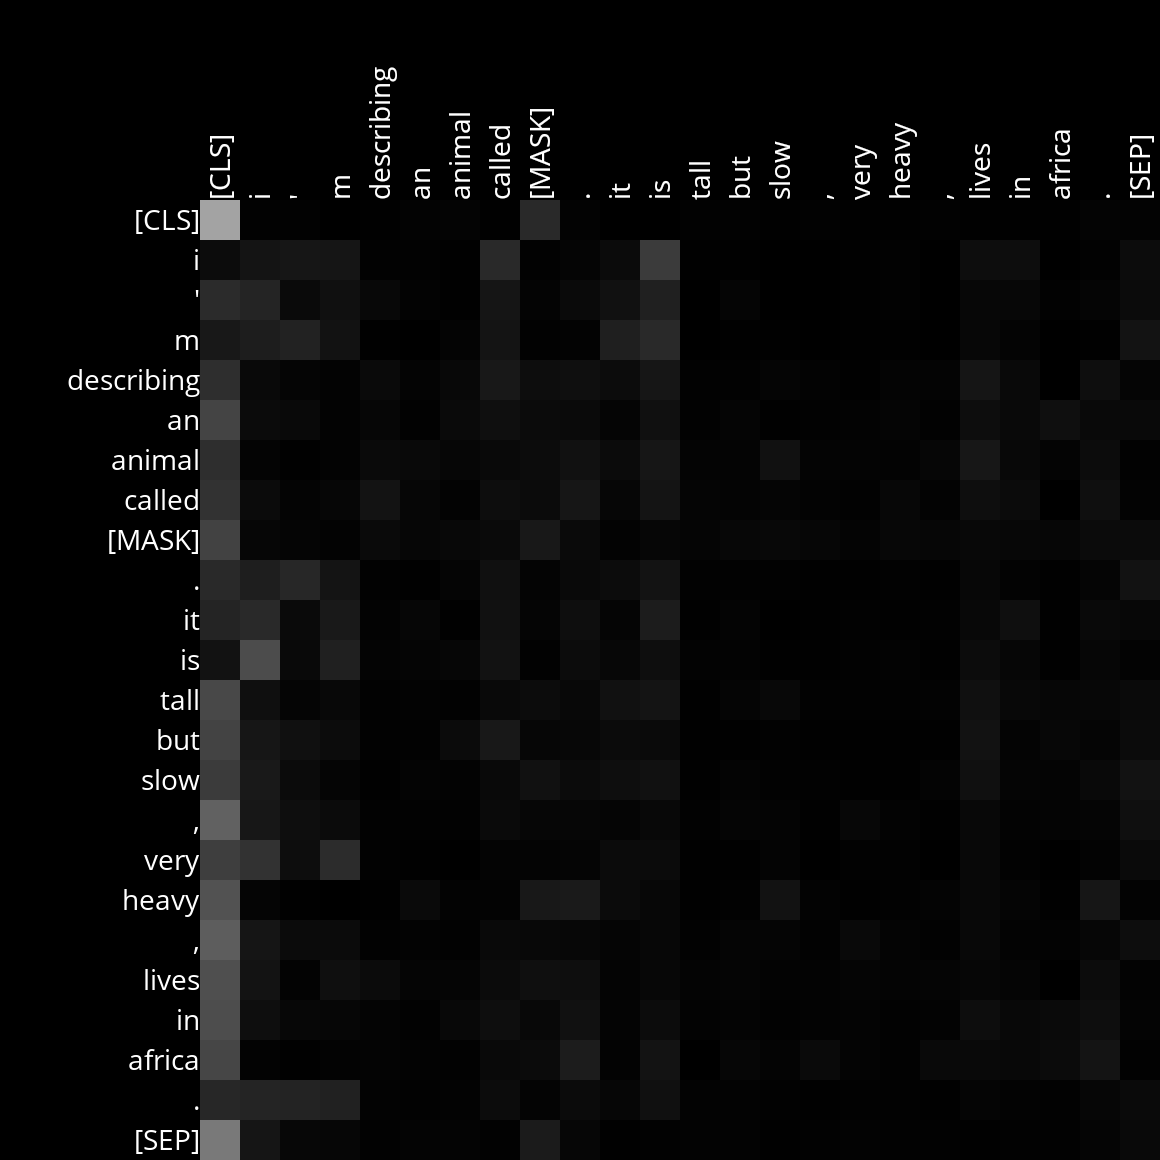 [CLS] i ' m describing an animal called [MASK] . it is tall but slow , very heavy , lives in africa . [SEP]
[CLS]
i
'
m
describing
an
animal
called
[MASK]
.
it
is
tall
but
slow
,
very
heavy
,
lives
in
africa
.
[SEP]